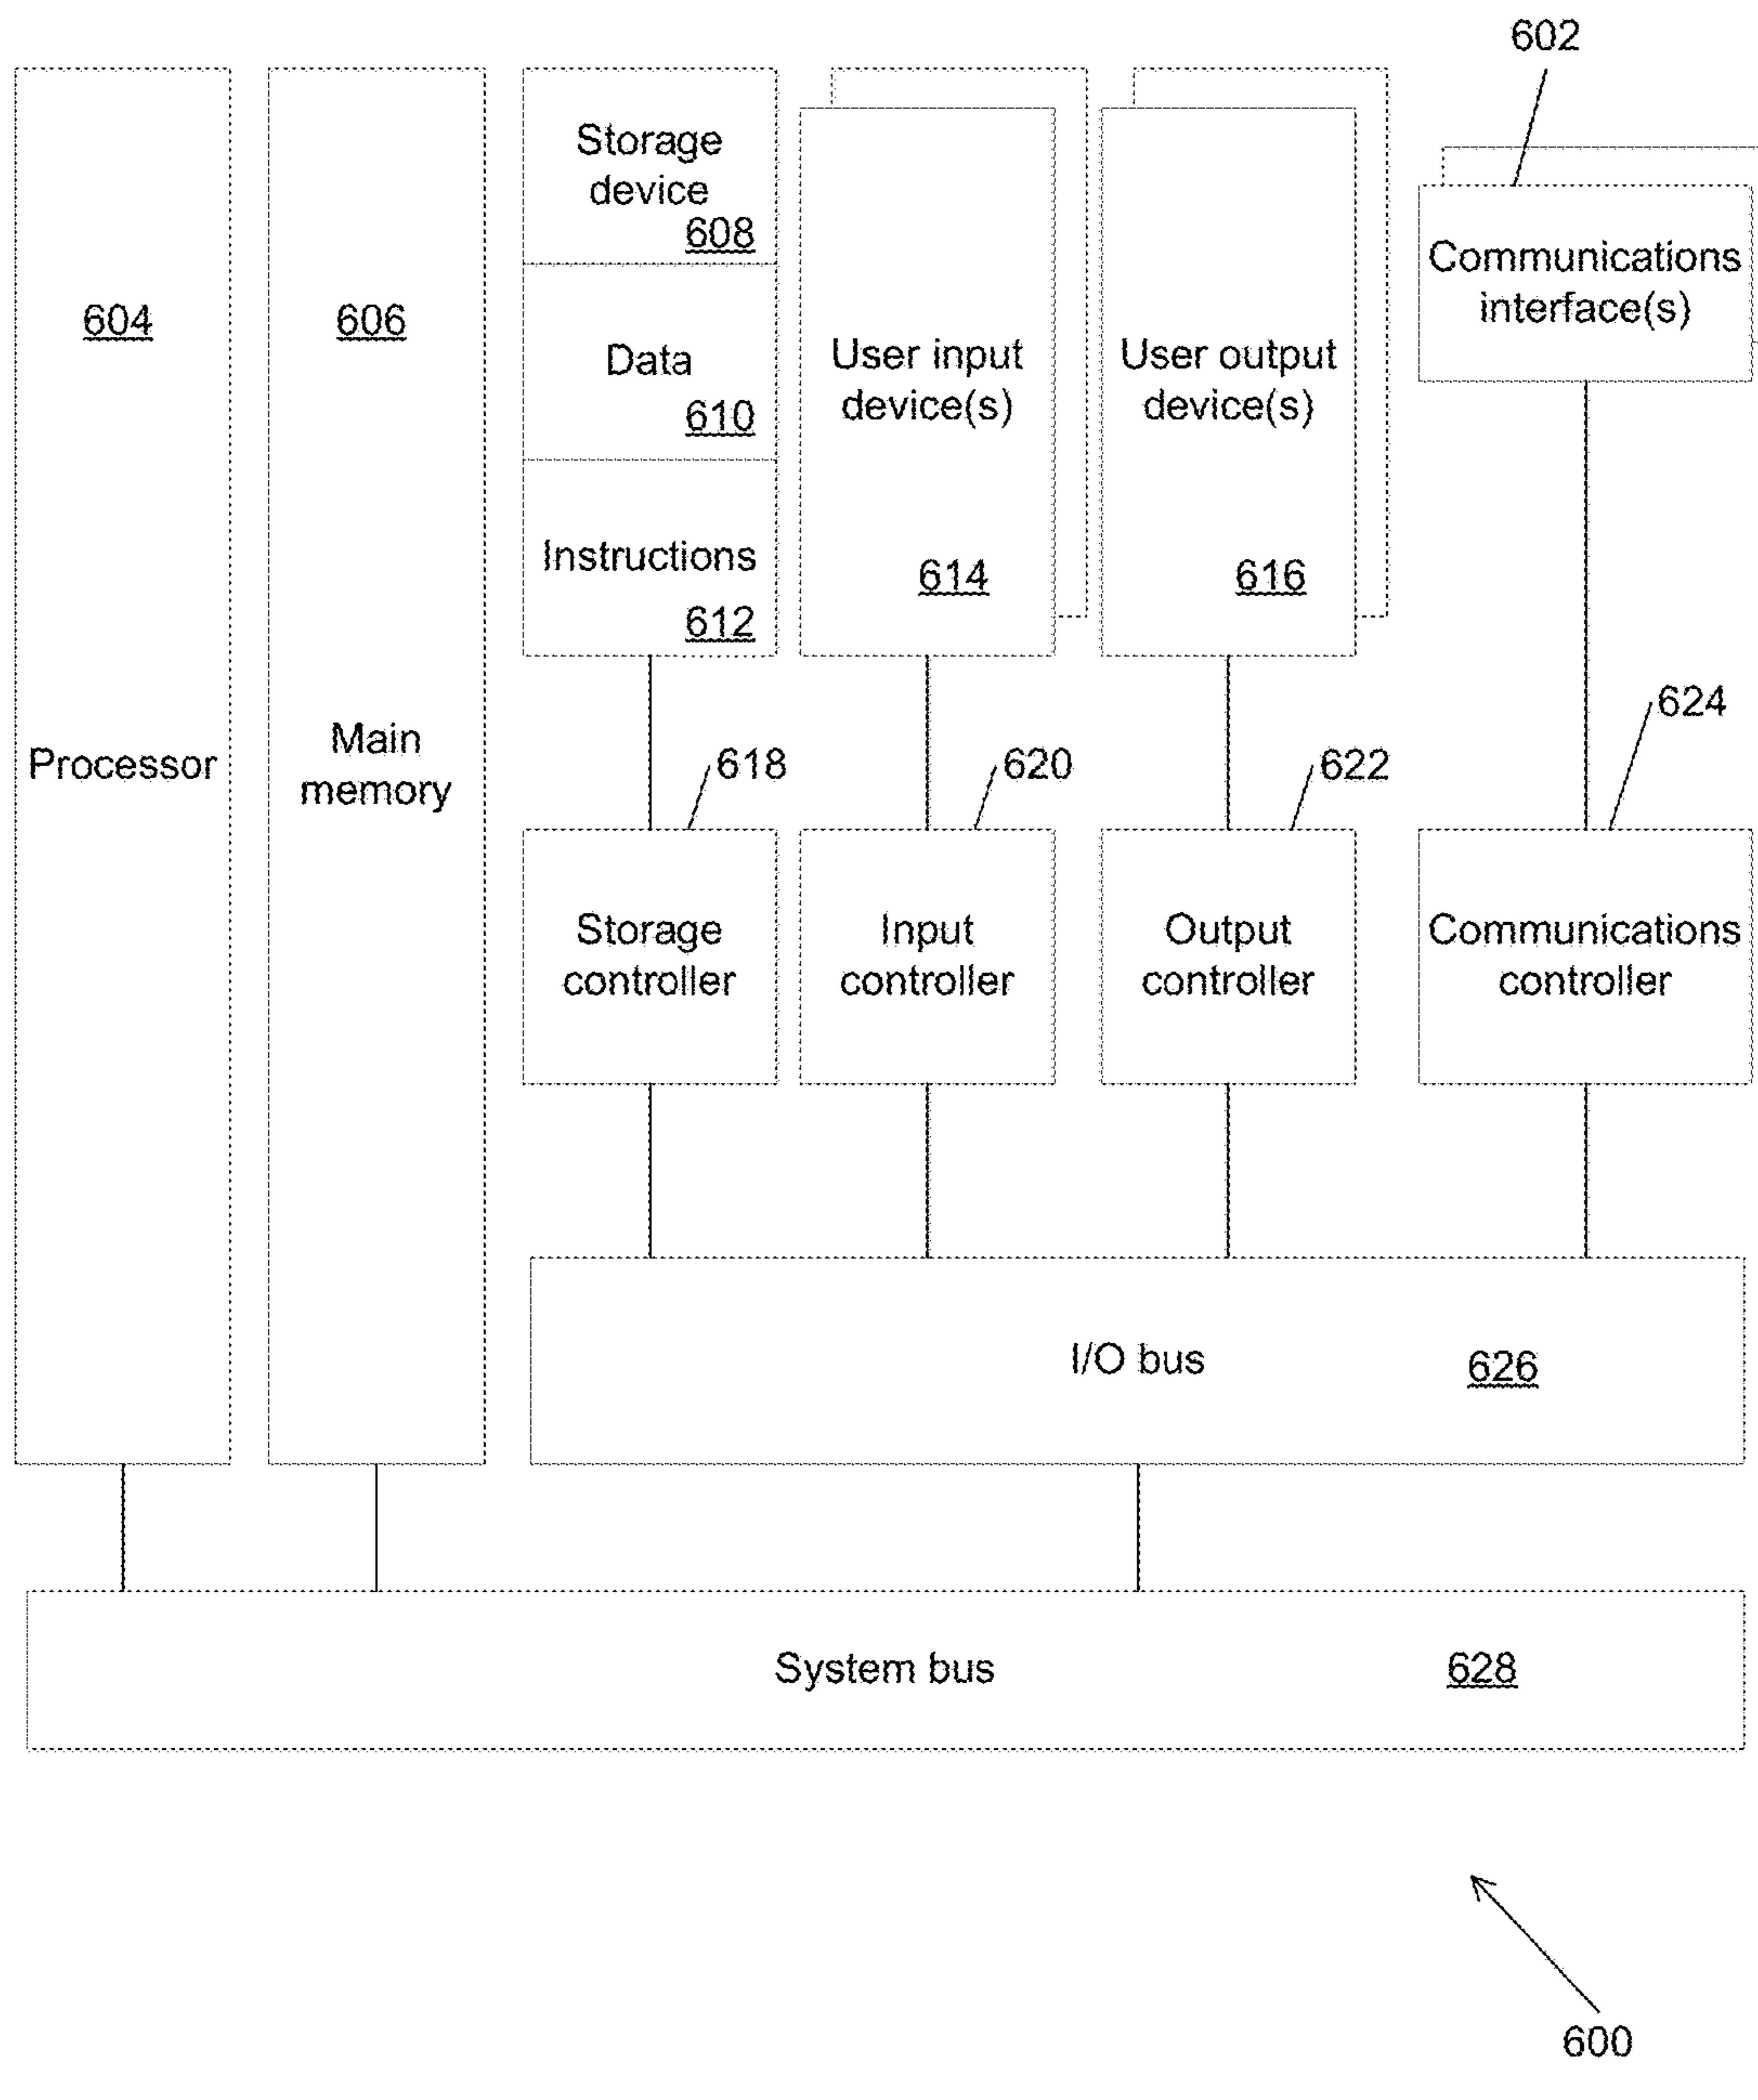 602
Storage
device
608
604
606
Communications
interface(s)
Data
610
User input
device(s)
User output
device(s)
Instructions
612
614
616
Processor
Main
memory
618
620
622
624
Storage
controller
Input
controller
Output
controller
Communications
controller
I/O bus
626
System bus
628
600